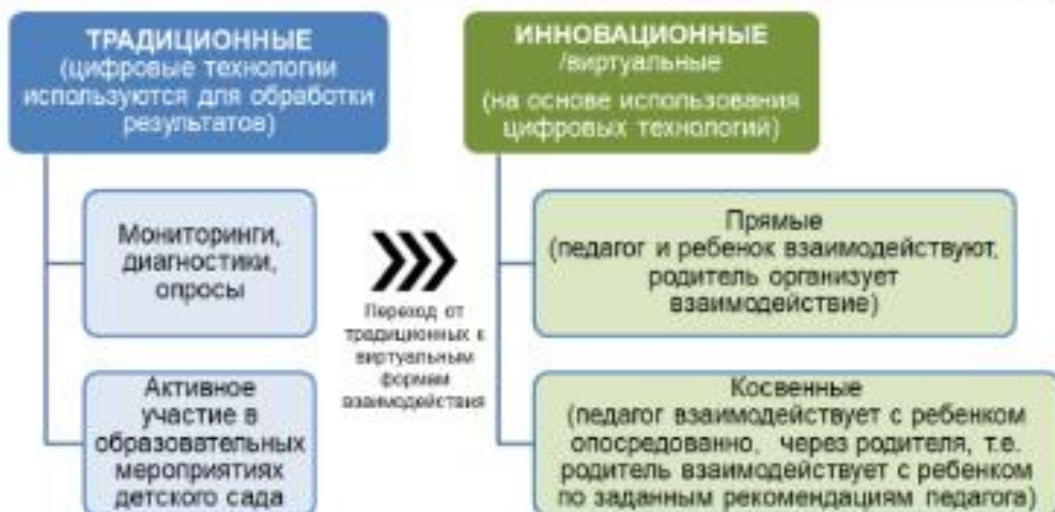 ТРАДИЦИОННЫЕ
(цифровые технологии
используются для обработки
результатов)
Мониторинги,
диагностики,
опросы
Активное
участие в
образовательных
мероприятиях
детского сада
Переход от
традиционных к
виртуальным
формам
взаимодействия
ИННОВАЦИОННЫЕ
/виртуальные
(на основе использования
цифровых технологий)
Прямые
(педагог и ребенок взаимодействуют,
родитель организует
взаимодействие)
Косвенные
(педагог взаимодействует с ребенком
опосредованно, через родителя, т.е.
родитель взаимодействует с ребенком
по заданным рекомендациям педагога)